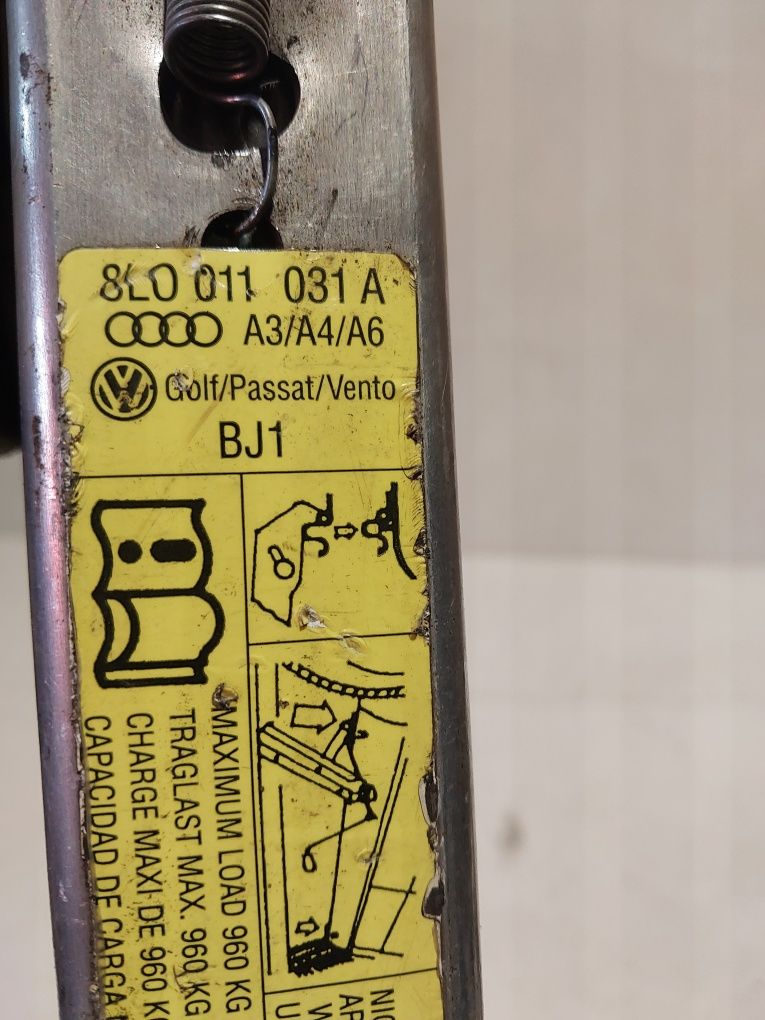 8L0 011 031 A
A3/A4/A6
Golf/Passat/Vento
BJ1
MAXIMUM LOAD 960 KG
TRAGLAST MAX. 960 KG
CHARGE MAXI DE 960 KG
CAPACIDAD DE CARGA